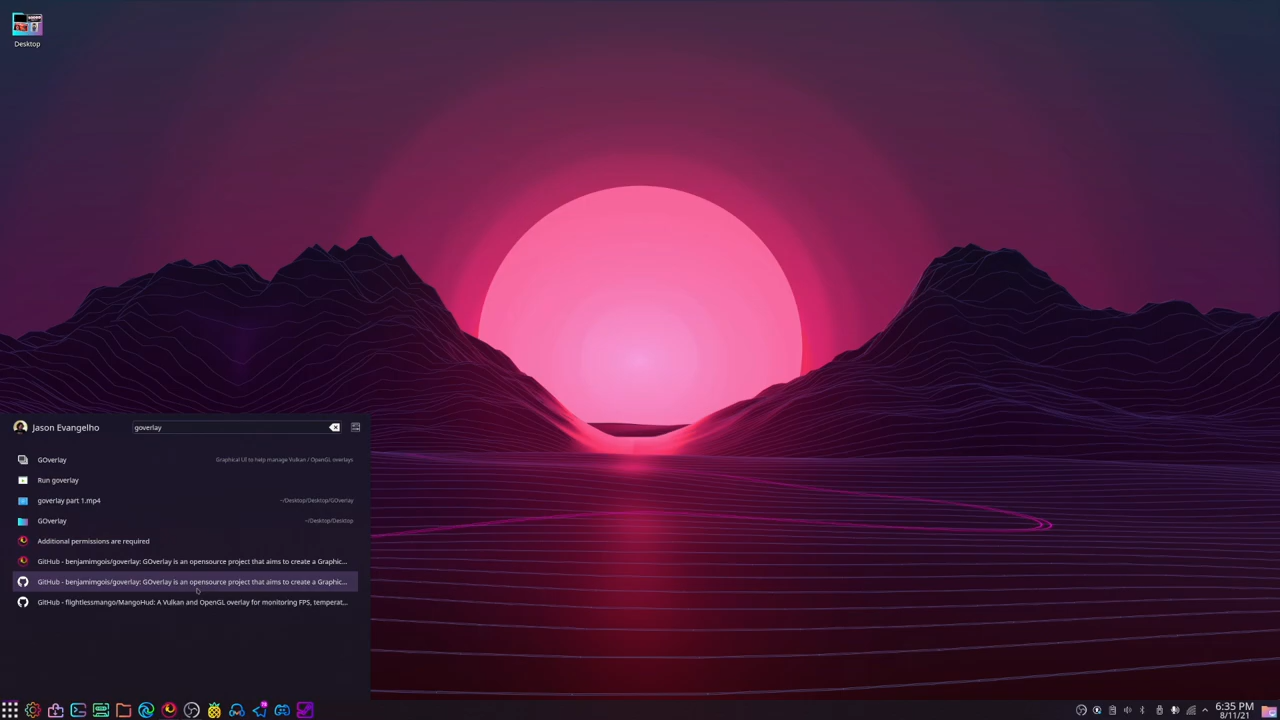 Desktop
Jason Evangelho
goverlay
GOverlay
Graphical UI to help manage Vulkan / OpenGL overlays
Run goverlay
goverlay part 1.mp4
~/Desktop/Desktop/GOverlay
GOverlay
~/Desktop/Desktop
Additional permissions are required
GitHub - benjamimgois/goverlay: GOverlay is an opensource project that aims to create a Graphic...
GitHub - benjamimgois/goverlay: GOverlay is an opensource project that aims to create a Graphic...
GitHub - flightlessmango/MangoHud: A Vulkan and OpenGL overlay for monitoring FPS, temperat...
6:35 PM
8/11/21